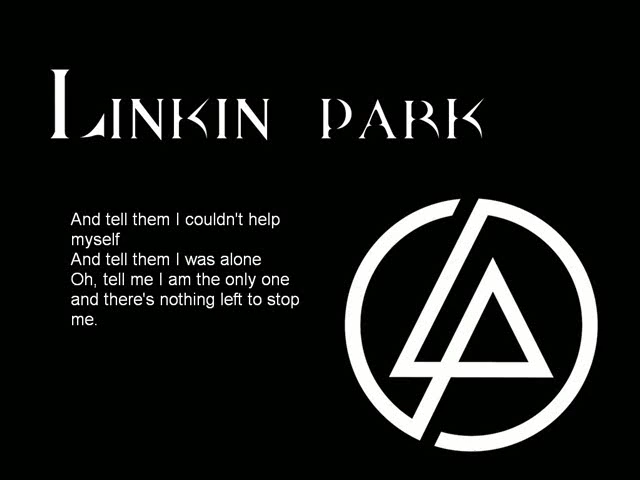 LINKIN PARK
And tell them I couldn't help
myself
And tell them I was alone
Oh, tell me I am the only one
and there's nothing left to stop
me.